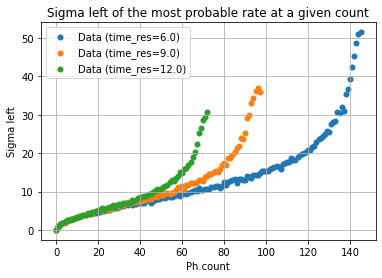 Sigma left of the most probable rate at a given count
Data (time_res=6.0)
Data (time_res=9.0)
Data (time_res=12.0)
Sigma left
50
40
30
20
10
0
0 20 40 60 80 100 120 140
Ph.count